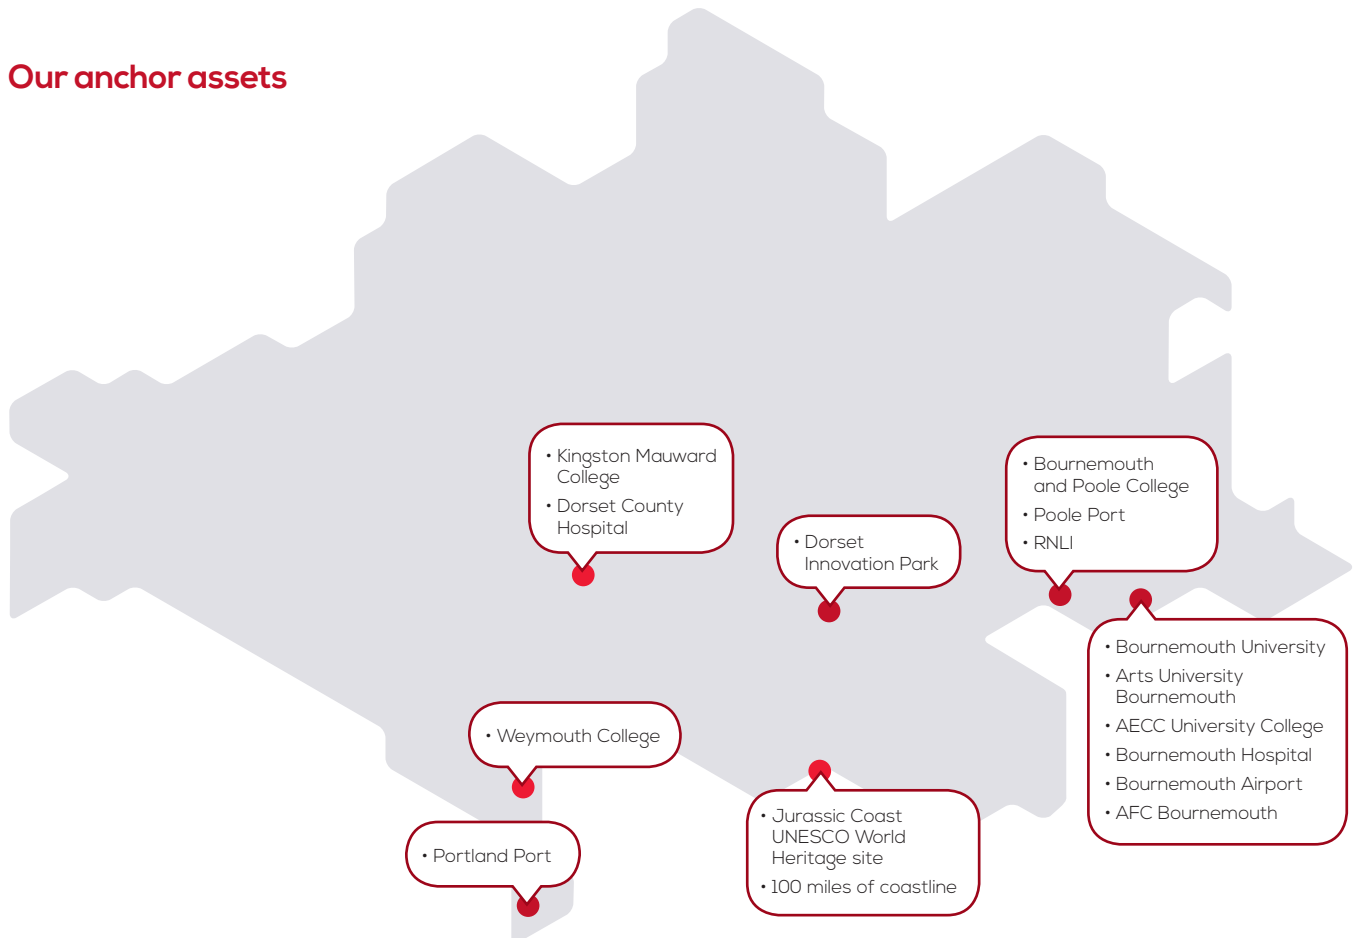 Our anchor assets
• Kingston Mauward
College
• Dorset County
Hospital
• Dorset
Innovation Park
• Bournemouth
and Poole College
• Poole Port
• RNLI
• Bournemouth University
• Arts University
Bournemouth
• AECC University College
• Bournemouth Hospital
• Bournemouth Airport
• AFC Bournemouth
• Weymouth College
• Portland Port
• Jurassic Coast
UNESCO World
Heritage site
• 100 miles of coastline